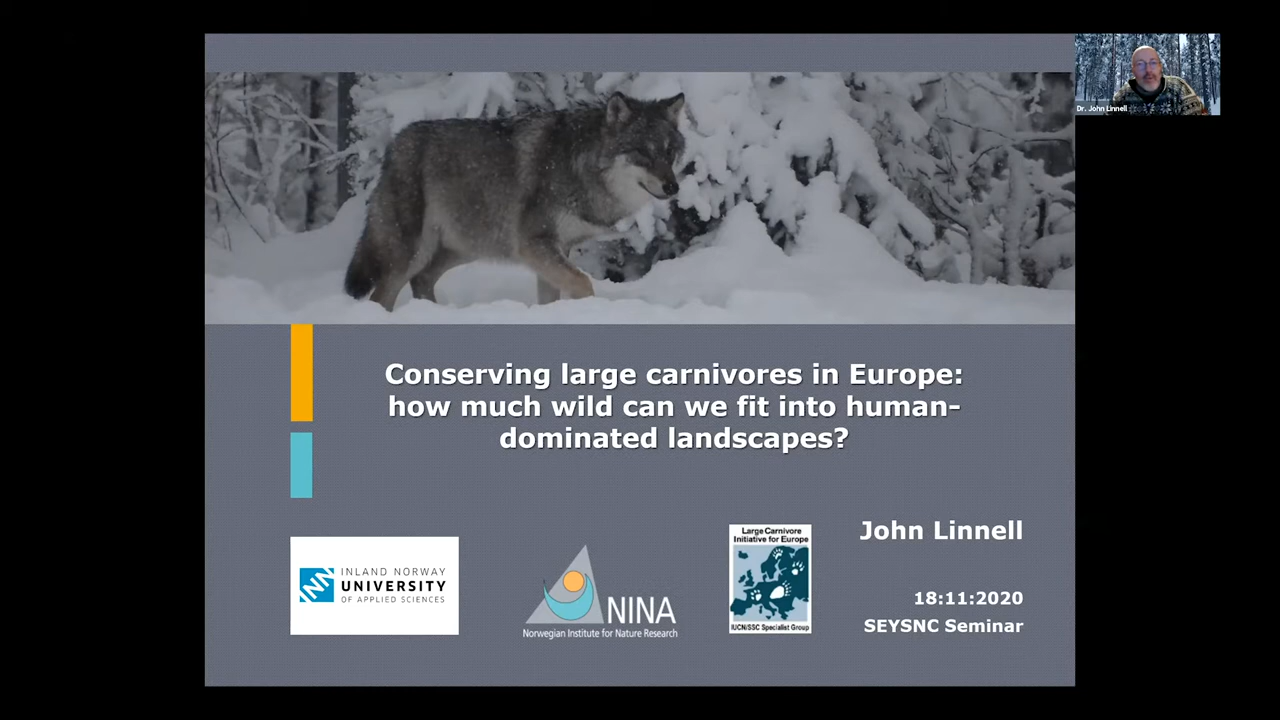 Dr. John Linnell
Conserving large carnivores in Europe:
how much wild can we fit into human-
dominated landscapes?
John Linnell
18:11:2020
SEYSNC Seminar
INLAND NORWAY
UNIVERSITY
OF APPLIED SCIENCES
NINA
Norwegian Institute for Nature Research
Large Carnivore
Initiative for Europe
IUCN/SSC Specialist Group